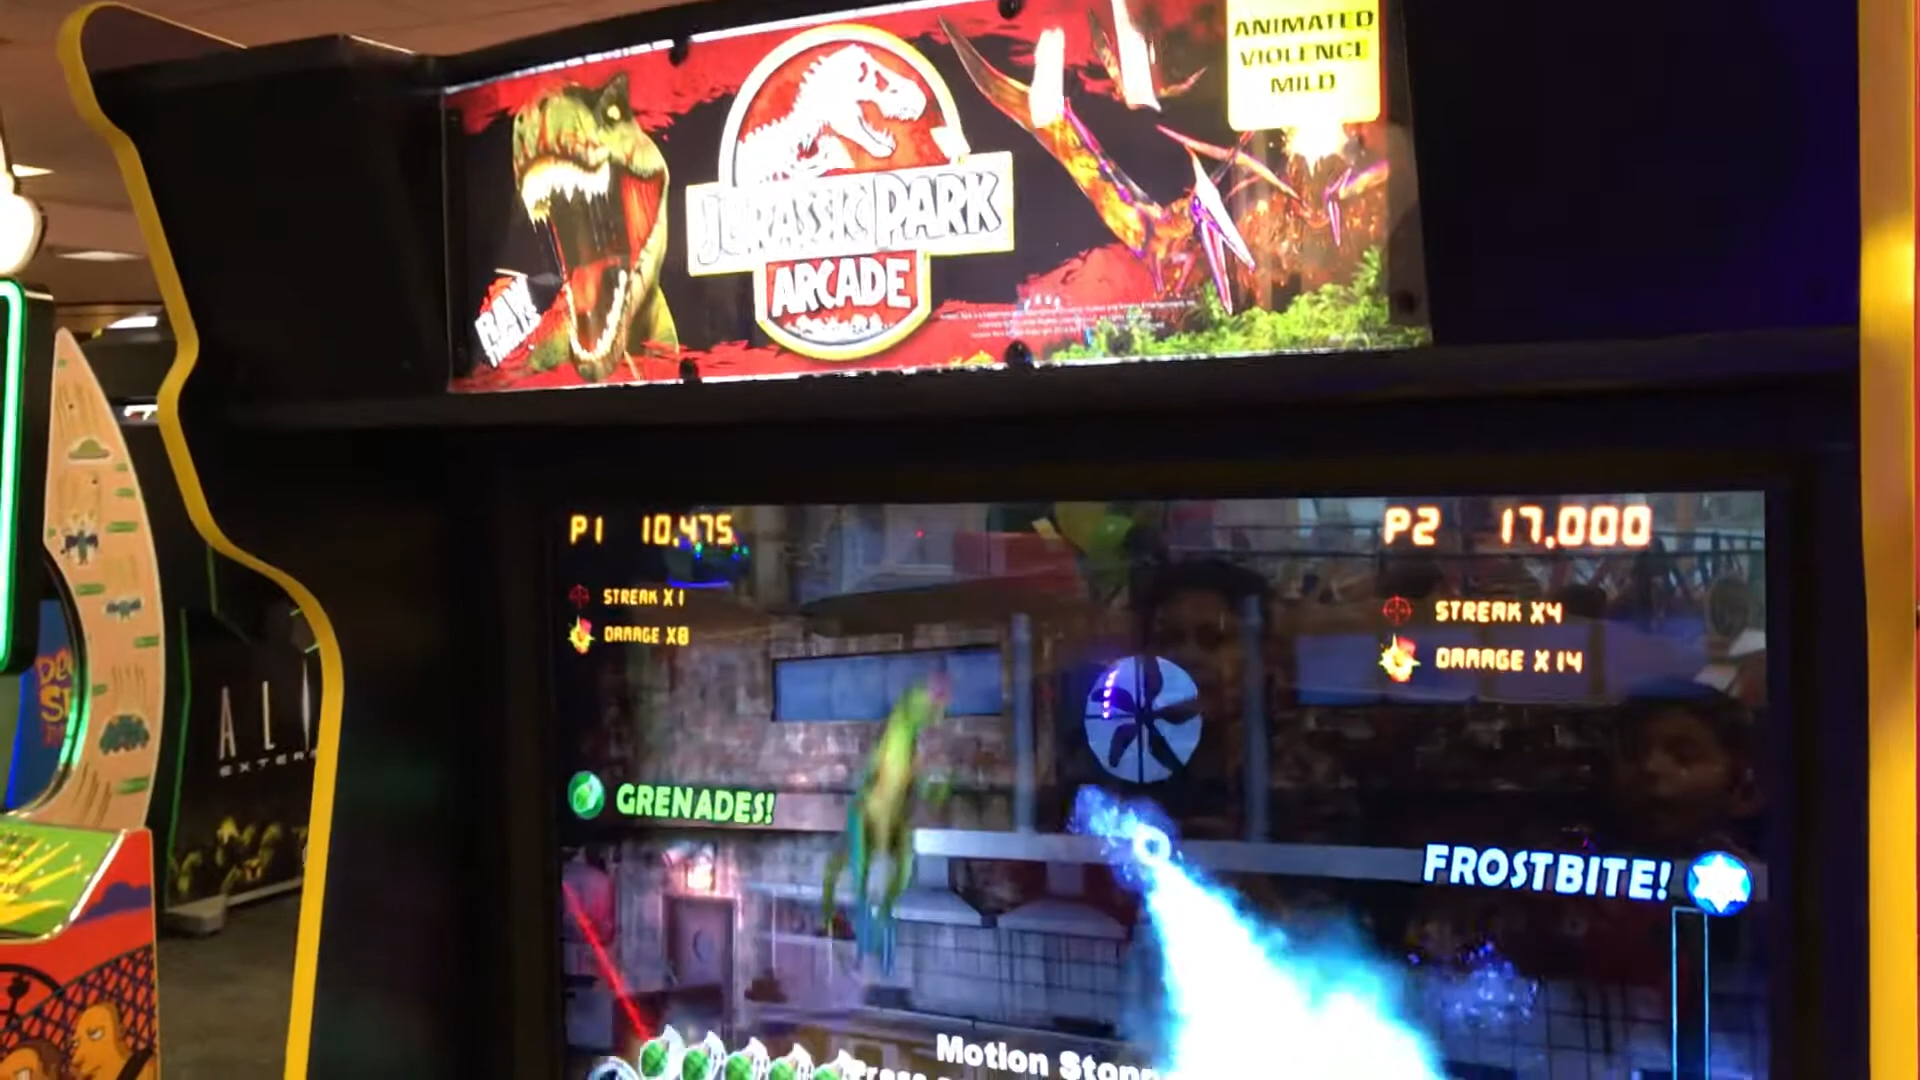 ANIMATED
VIOLENCE
MILD
JURASSIC PARK
ARCADE
RAW
P1 10,475
P2 17,000
STREAK X1
STREAK X4
DAMAGE X8
DAMAGE X14
GRENADES!
FROSTBITE!
Motion
ALI